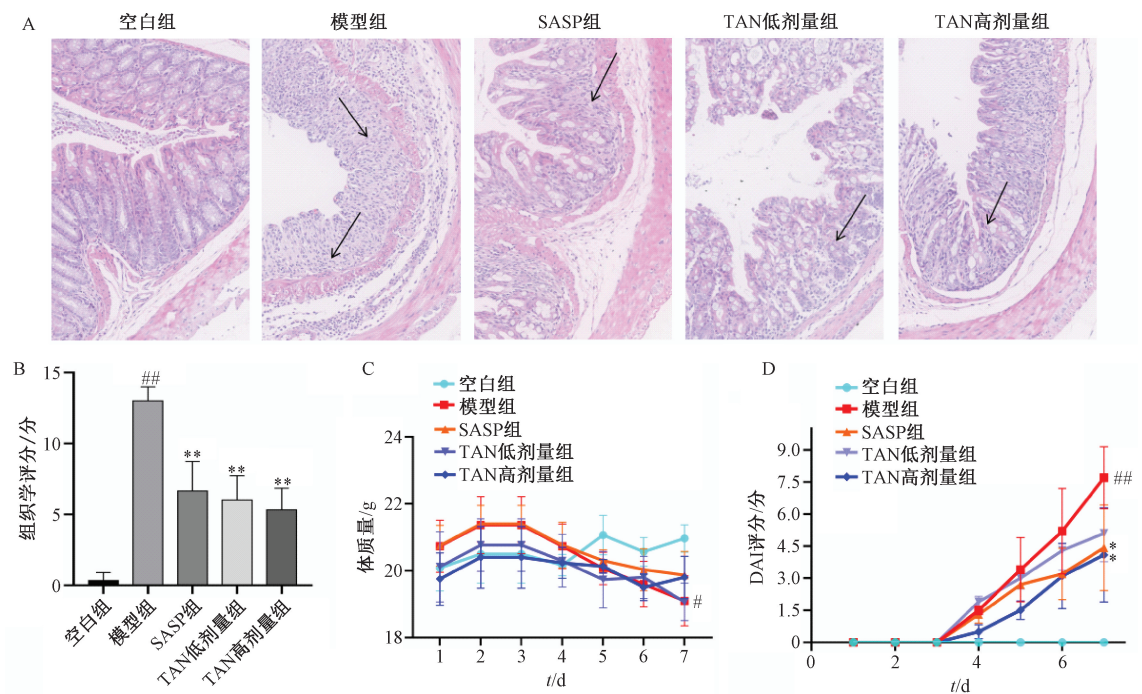 A
空白组
模型组
SASP组
TAN低剂量组
TAN高剂量组
B
组织学评分/分
15
10
5
0
##
**
**
**
空白组
模型组
SASP组
TAN低剂量组
TAN高剂量组
C
空白组
模型组
SASP组
TAN低剂量组
TAN高剂量组
体质量/g
24
22
20
18
#
1 2 3 4 5 6 7
t/d
D
空白组
模型组
SASP组
TAN低剂量组
TAN高剂量组
DAI评分/分
9.0
7.5
6.0
4.5
3.0
1.5
0
##
*
*
0 2 4 6
t/d